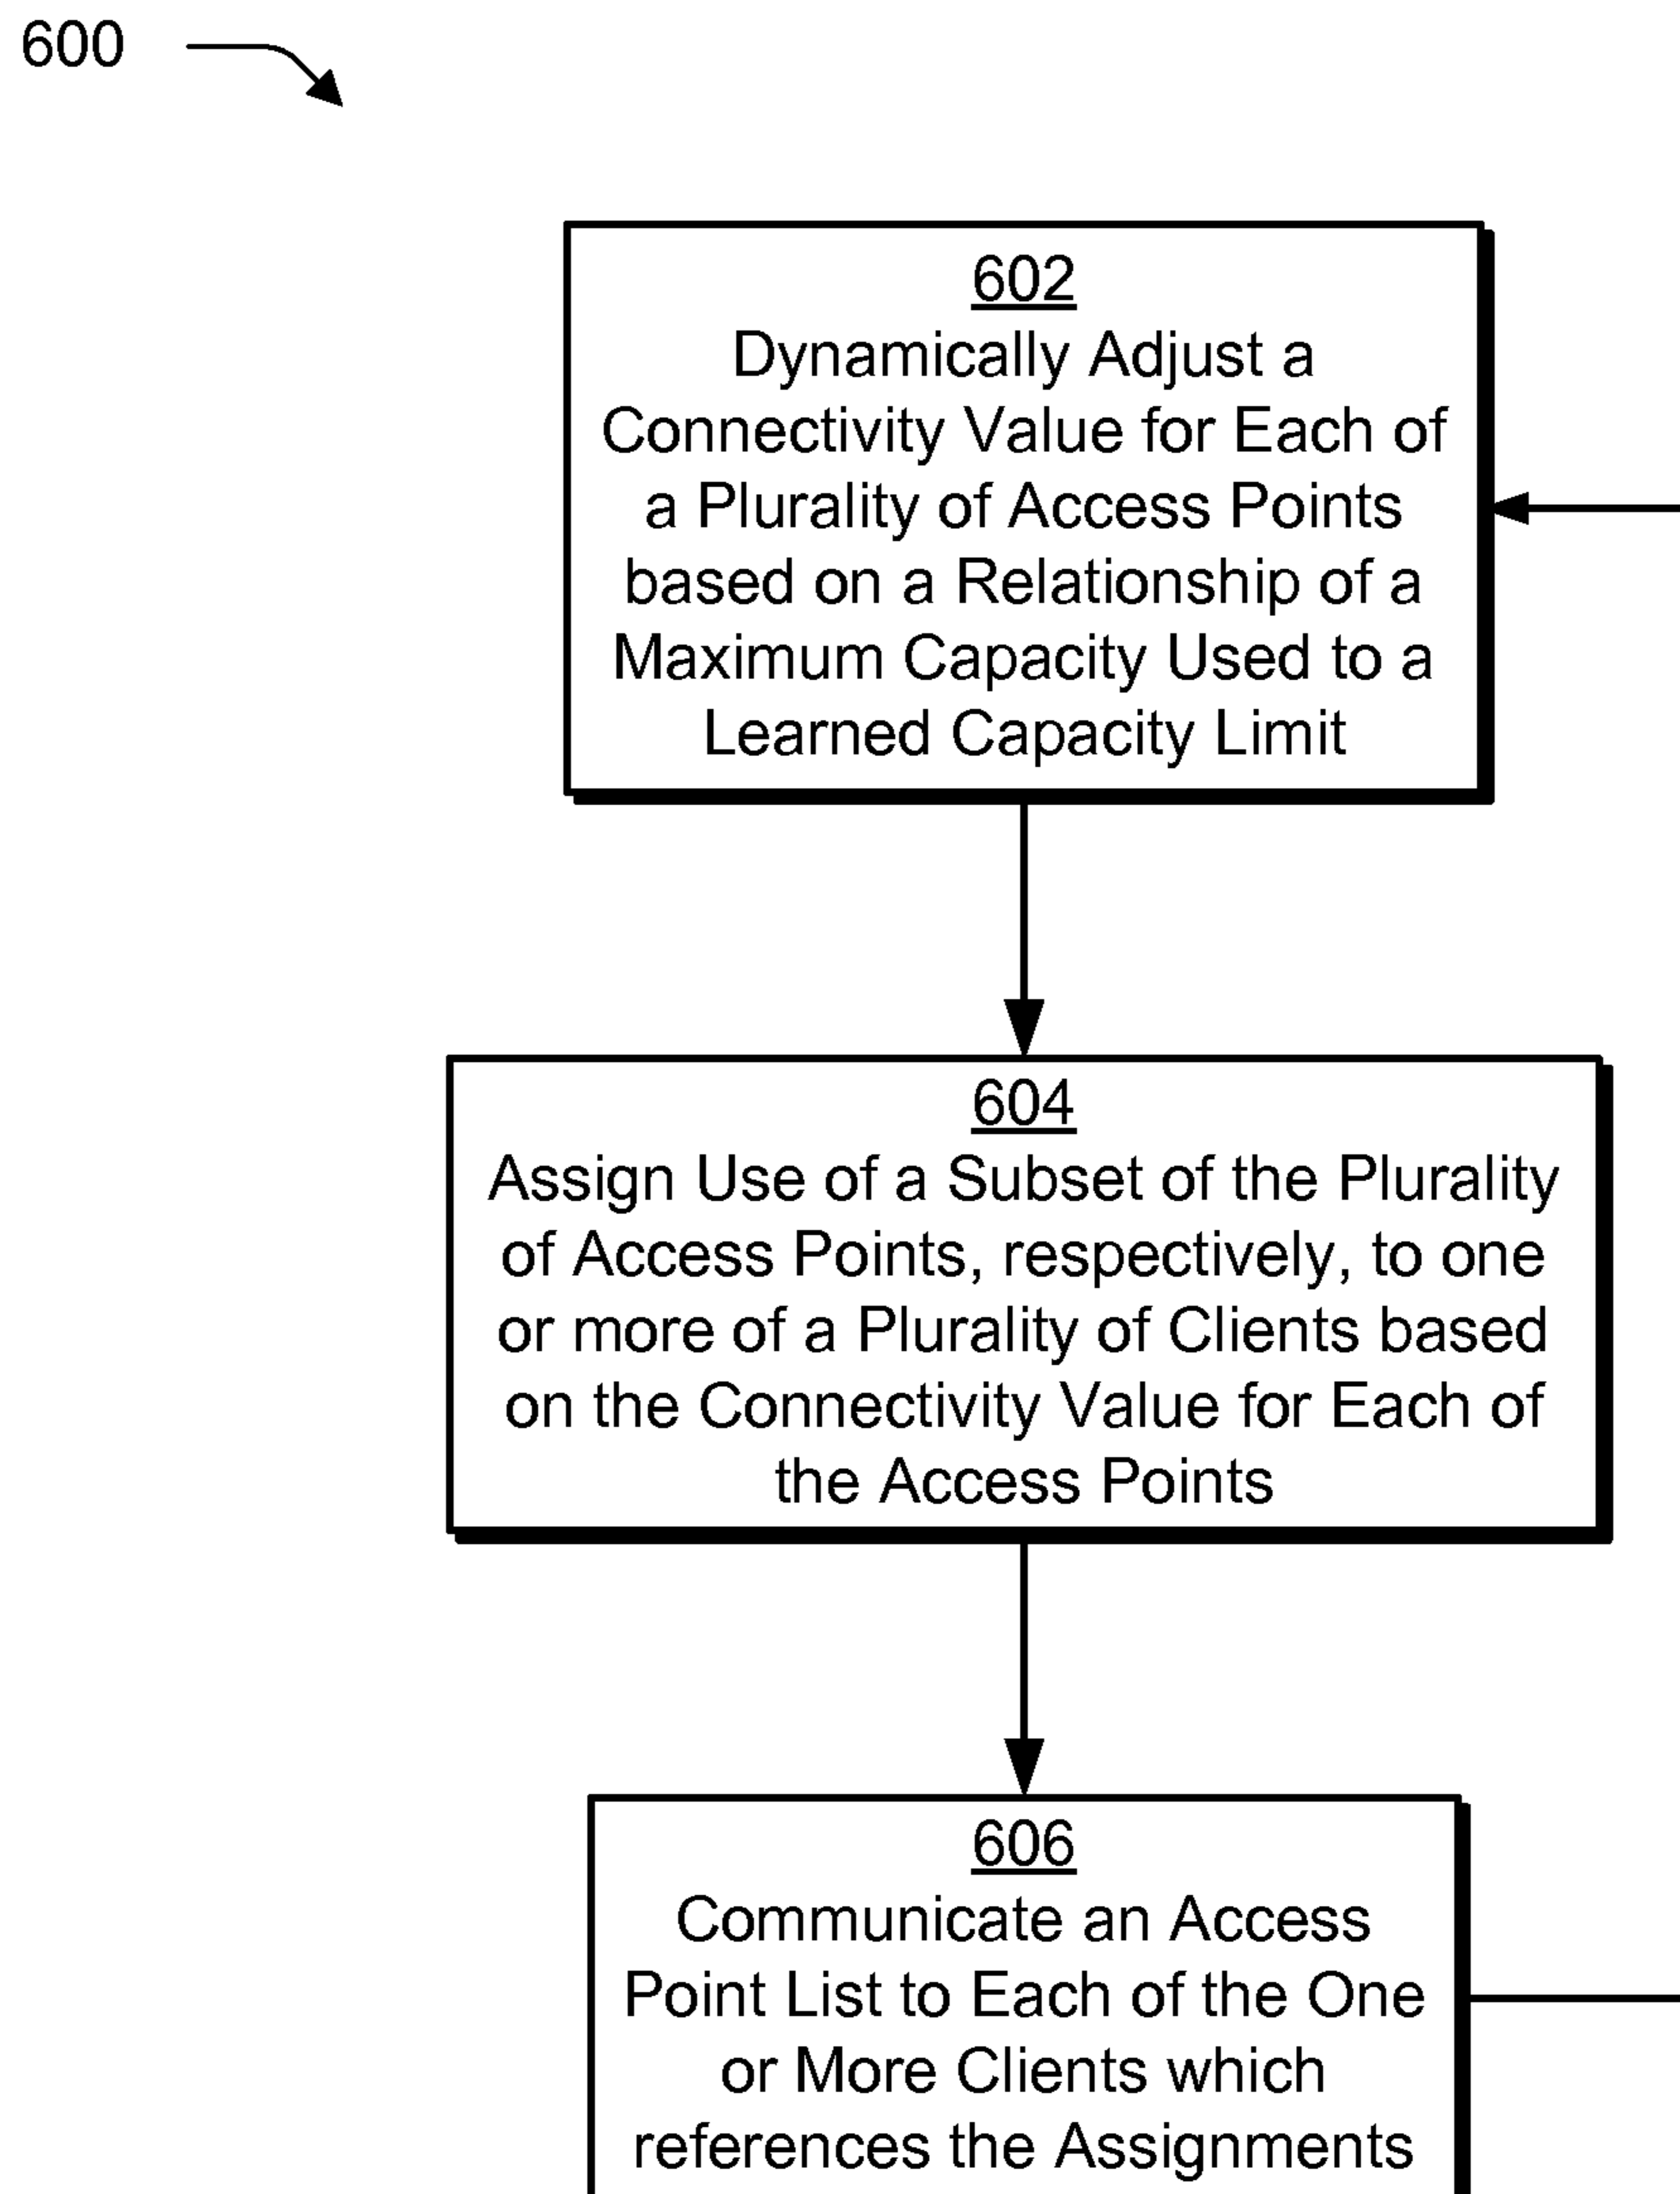 600
602
Dynamically Adjust a
Connectivity Value for Each of
a Plurality of Access Points
based on a Relationship of a
Maximum Capacity Used to a
Learned Capacity Limit
604
Assign Use of a Subset of the Plurality
of Access Points, respectively, to one
or more of a Plurality of Clients based
on the Connectivity Value for Each of
the Access Points
606
Communicate an Access
Point List to Each of the One
or More Clients which
references the Assignments